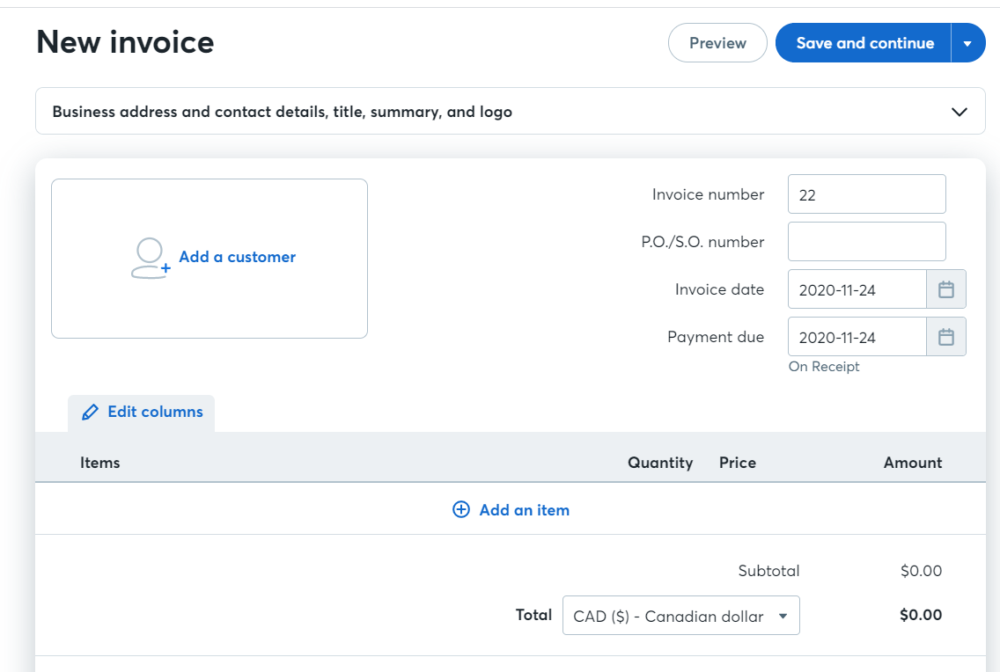 New invoice
Preview
Save and continue
Business address and contact details, title, summary, and logo
Add a customer
Invoice number 22
P.O./S.O. number
Invoice date 2020-11-24
Payment due 2020-11-24
On Receipt
Edit columns
Items Quantity Price Amount
Add an item
Subtotal $0.00
Total CAD ($) - Canadian dollar $0.00